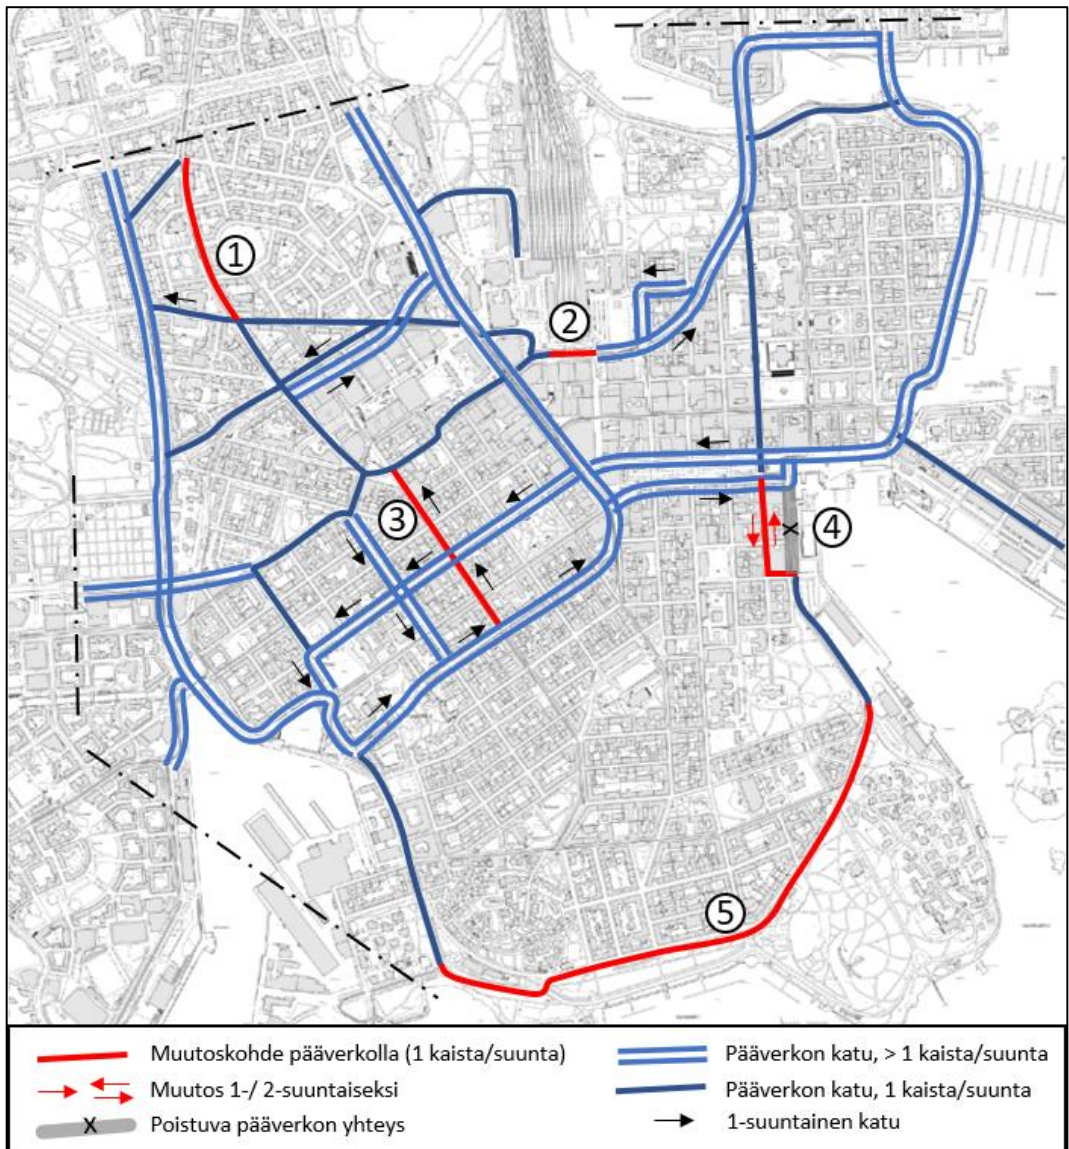 1
2
3
4
X
5
Muutoskohde pääverkolla (1 kaista/suunta)
Muutos 1-/ 2-suuntaiseksi
X
Poistuva pääverkon yhteys
Pääverkon katu, > 1 kaista/suunta
Pääverkon katu, 1 kaista/suunta
1-suuntainen katu